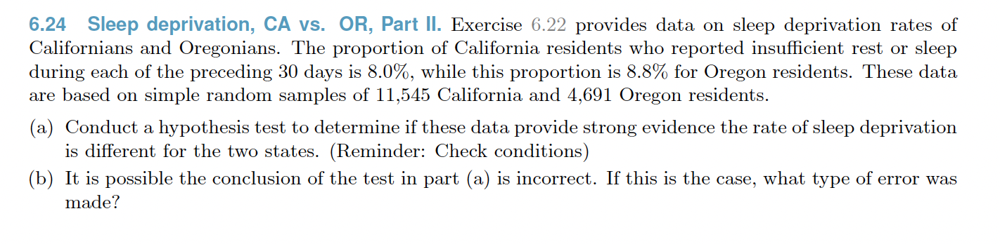 6.24 Sleep deprivation, CA vs. OR, Part II. Exercise 6.22 provides data on sleep deprivation rates of
Californians and Oregonians. The proportion of California residents who reported insufficient rest or sleep
during each of the preceding 30 days is 8.0%, while this proportion is 8.8% for Oregon residents. These data
are based on simple random samples of 11,545 California and 4,691 Oregon residents.
(a) Conduct a hypothesis test to determine if these data provide strong evidence the rate of sleep deprivation
is different for the two states. (Reminder: Check conditions)
(b) It is possible the conclusion of the test in part (a) is incorrect. If this is the case, what type of error was
made?